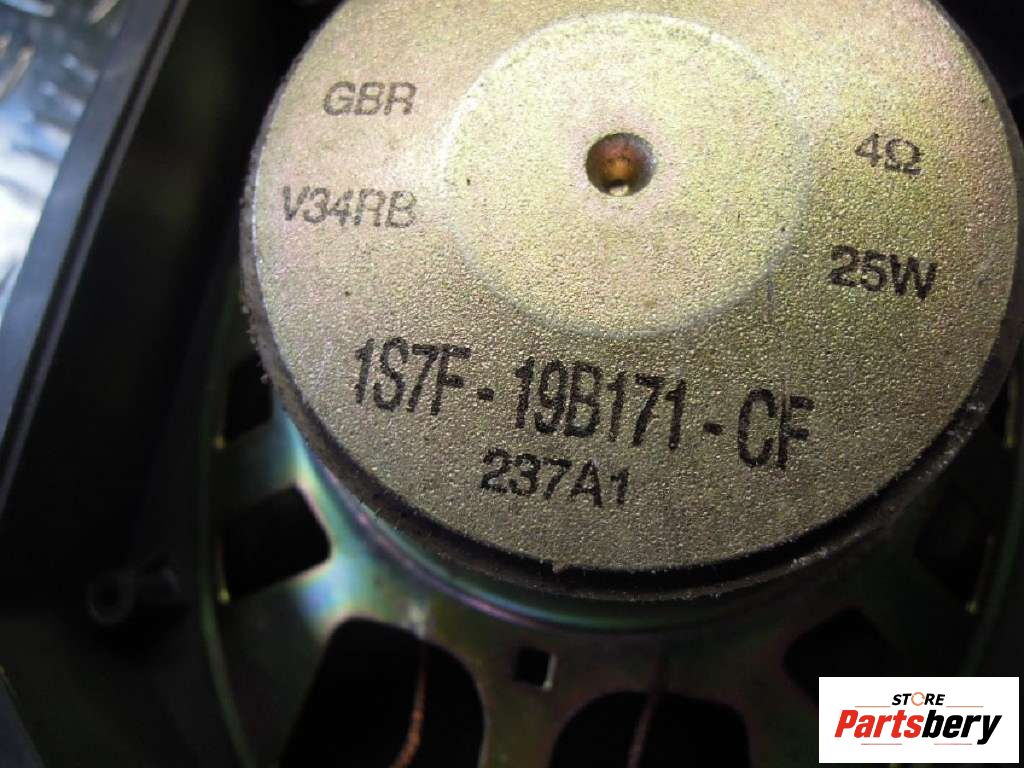 GBR
4Ω
V34RB
25W
1S7F - 19B171 - CF
237A1
STORE
Partsbery